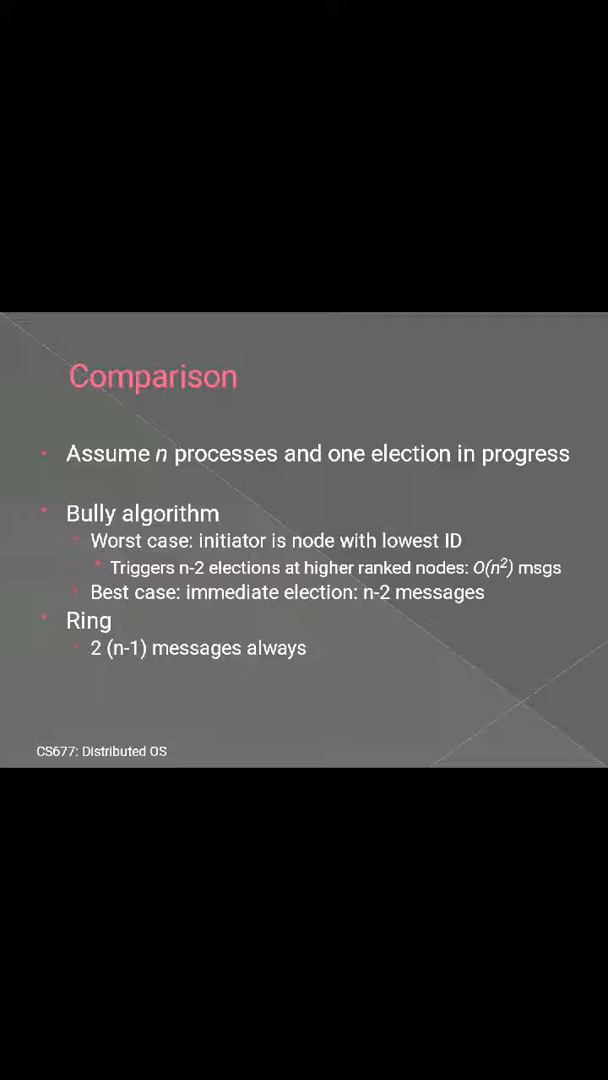 Comparison
Assume n processes and one election in progress
Bully algorithm
Worst case: initiator is node with lowest ID
Triggers n-2 elections at higher ranked nodes: O(n²) msgs
Best case: immediate election: n-2 messages
Ring
2 (n-1) messages always
CS677: Distributed OS